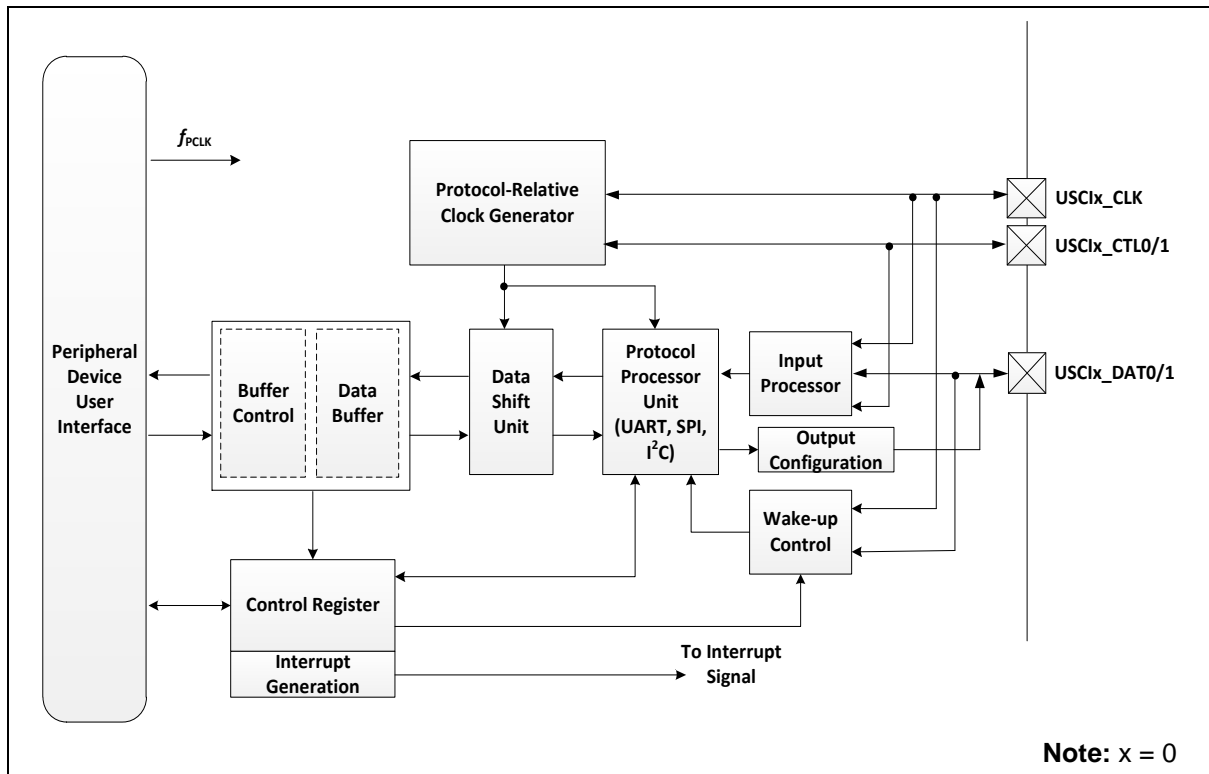 f PCLK
Protocol-Relative
Clock Generator
USCIx_CLK
USCIx_CTL0/1
Peripheral
Device
User
Interface
Buffer
Control
Data
Buffer
Data
Shift
Unit
Protocol
Processor
Unit
(UART, SPI,
I²C)
Input
Processor
USCIx_DAT0/1
Output
Configuration
Wake-up
Control
Control Register
Interrupt
Generation
To Interrupt
Signal
Note: x = 0